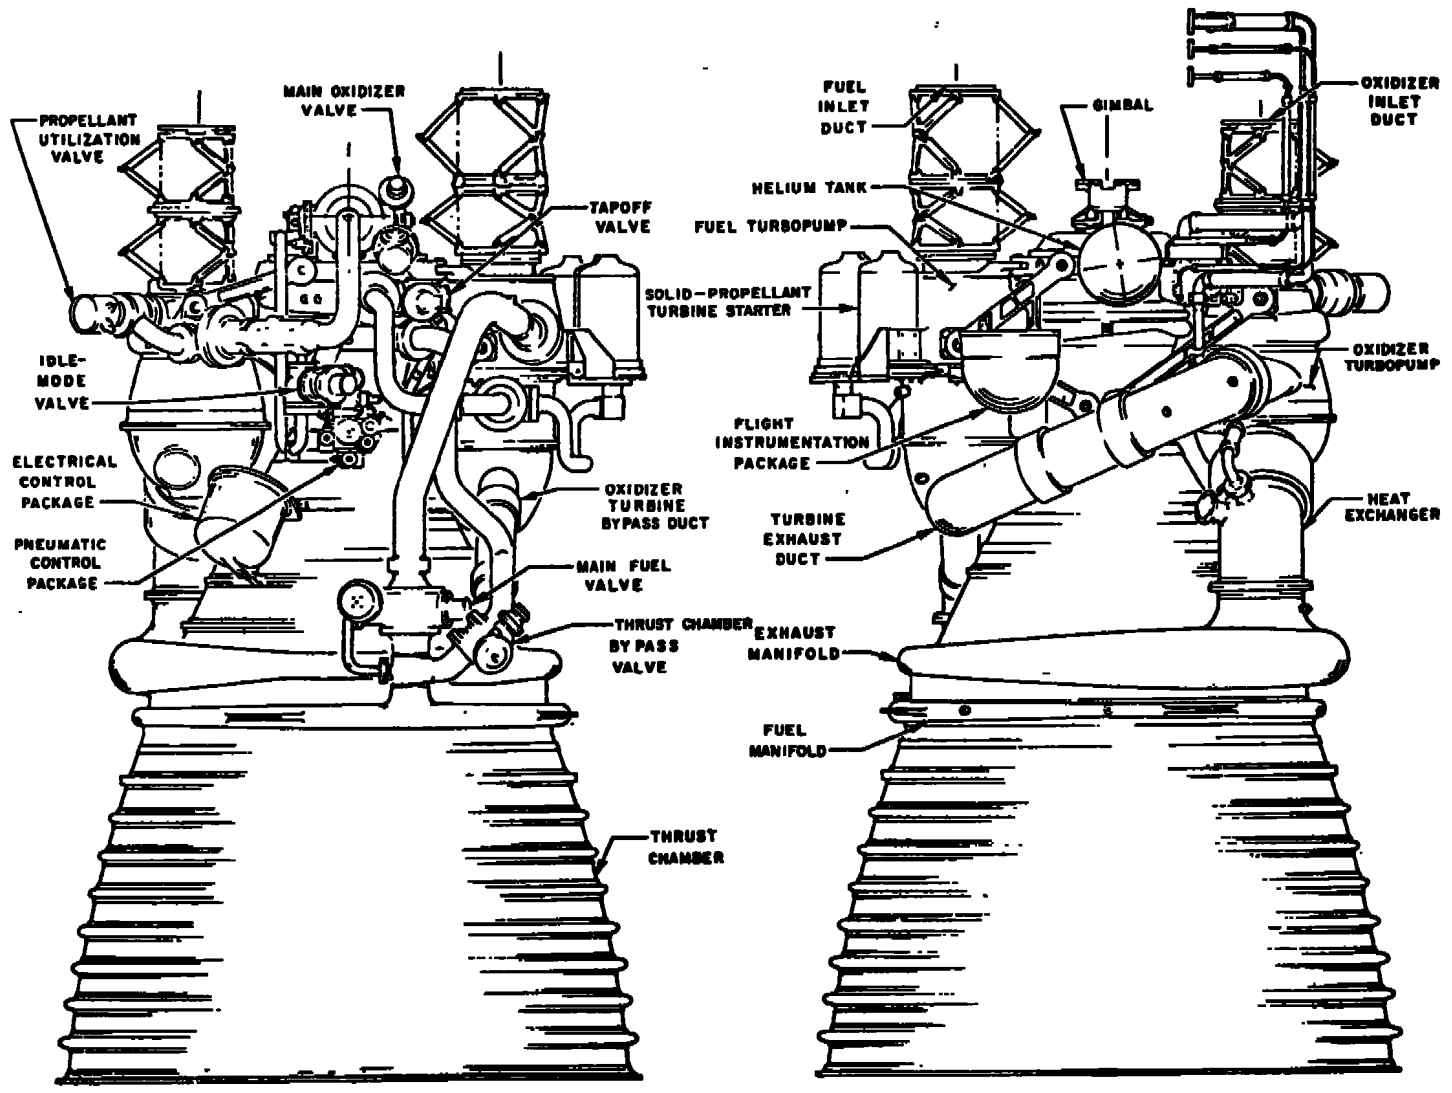 PROPELLANT
UTILIZATION
VALVE
MAIN OXIDIZER
VALVE
TAPOFF
VALVE
IDLE-
MODE
VALVE
ELECTRICAL
CONTROL
PACKAGE
PNEUMATIC
CONTROL
PACKAGE
OXIDIZER
TURBINE
BYPASS DUCT
MAIN FUEL
VALVE
THRUST CHAMBER
BYPASS
VALVE
THRUST
CHAMBER
C
G G
FUEL
INLET
DUCT
GIMBAL
OXIDIZER
INLET
DUCT
HELIUM TANK
FUEL TURBOPUMP
SOLID-PROPELLANT
TURBINE STARTER
OXIDIZER
TURBOPUMP
FLIGHT
INSTRUMENTATION
PACKAGE
TURBINE
EXHAUST
DUCT
HEAT
EXCHANGER
EXHAUST
MANIFOLD
FUEL
MANIFOLD